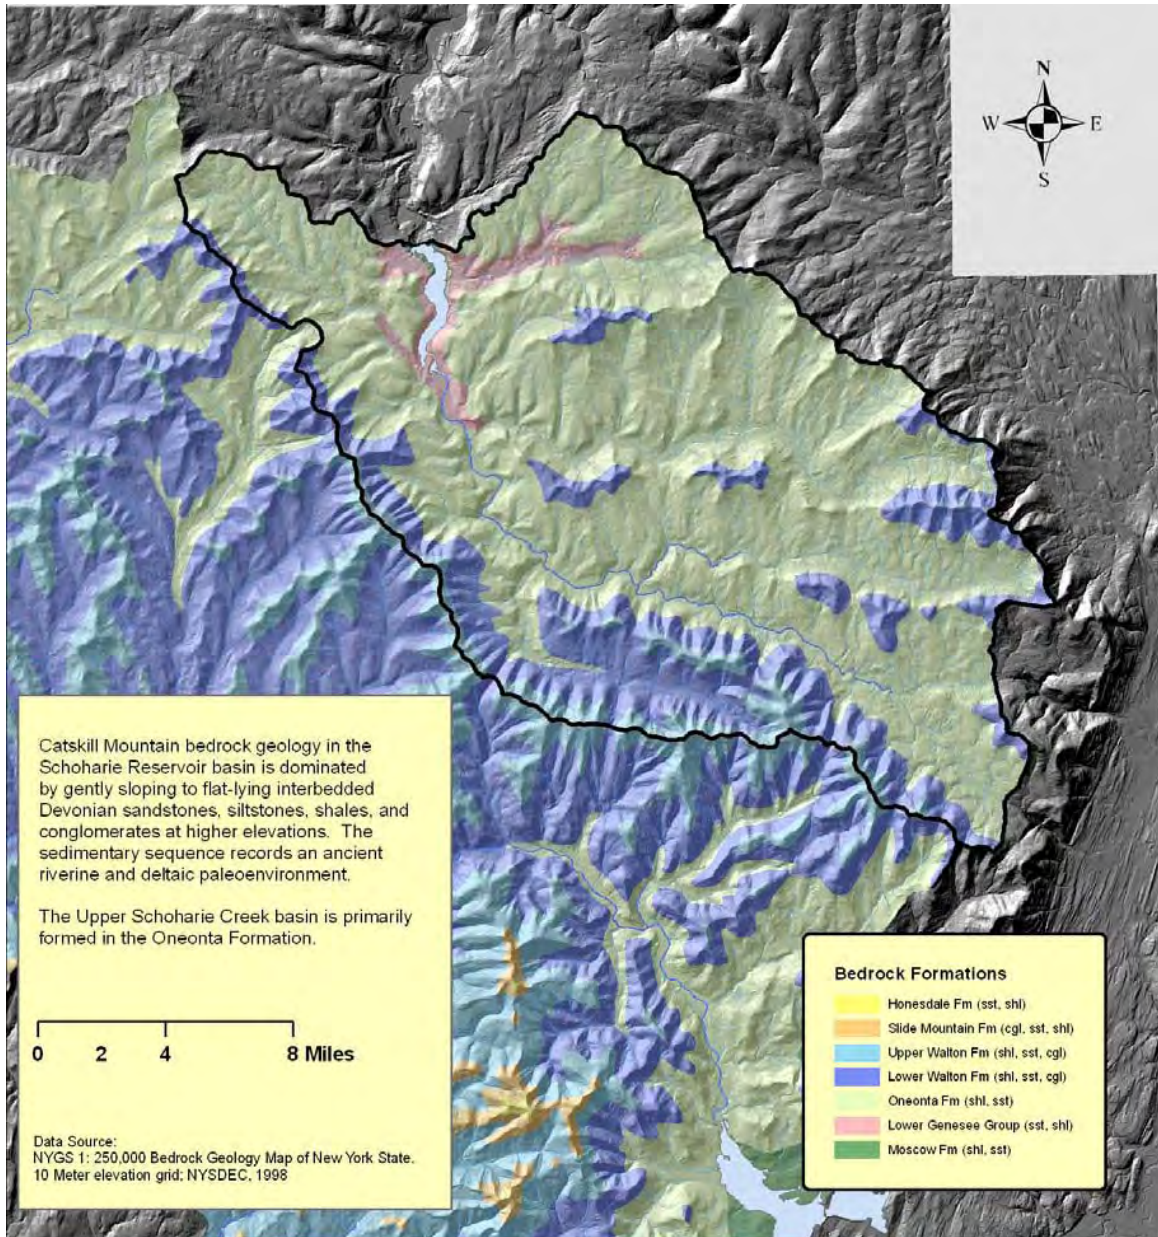 N
W E
S
Catskill Mountain bedrock geology in the
Schoharie Reservoir basin is dominated
by gently sloping to flat-lying interbedded
Devonian sandstones, siltstones, shales, and
conglomerates at higher elevations. The
sedimentary sequence records an ancient
riverine and deltaic paleoenvironment.
The Upper Schoharie Creek basin is primarily
formed in the Oneonta Formation.
0 2 4 8 Miles
Data Source:
NYGS 1: 250,000 Bedrock Geology Map of New York State.
10 Meter elevation grid; NYSDEC, 1998
Bedrock Formations
Honesdale Fm (sst, shl)
Slide Mountain Fm (cgl, sst, shl)
Upper Walton Fm (shl, sst, cgl)
Lower Walton Fm (shl, sst, cgl)
Oneonta Fm (shl, sst)
Lower Genesee Group (sst, shl)
Moscow Fm (shl, sst)